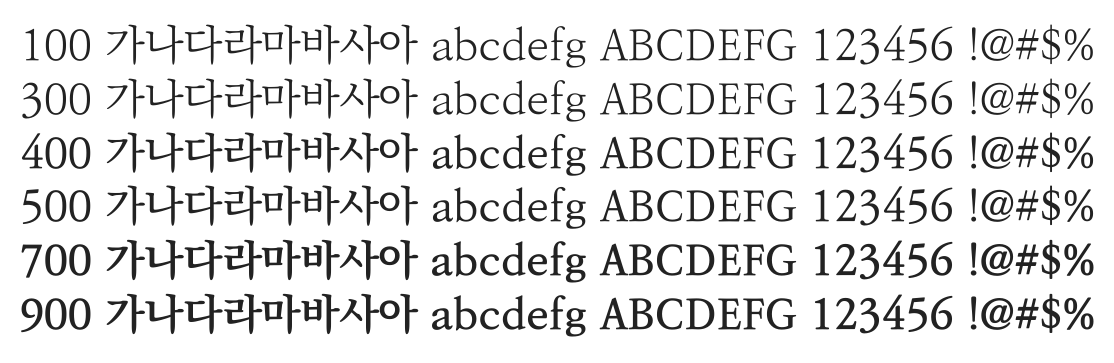 100 가나다라마바사아 abcdefg ABCDEFG 123456 !@#$%
300 가나다라마바사아 abcdefg ABCDEFG 123456 !@#$%
400 가나다라마바사아 abcdefg ABCDEFG 123456 !@#$%
500 가나다라마바사아 abcdefg ABCDEFG 123456 !@#$%
700 가나다라마바사아 abcdefg ABCDEFG 123456 !@#$%
900 가나다라마바사아 abcdefg ABCDEFG 123456 !@#$%